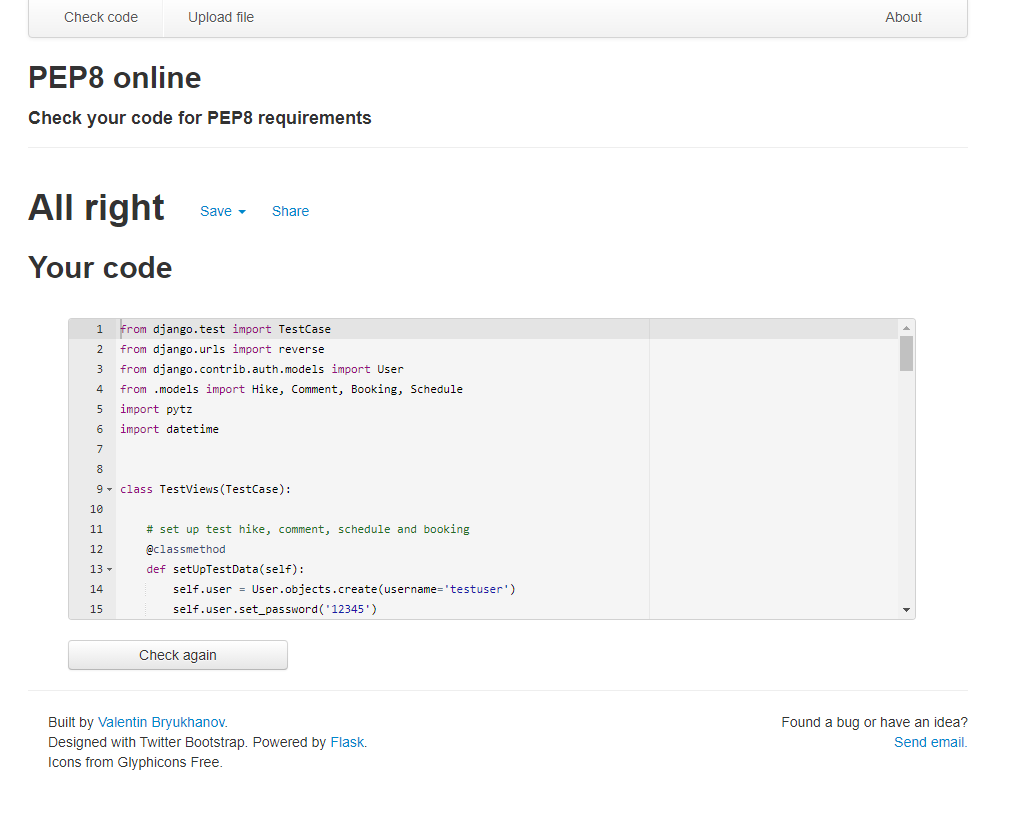 Check code Upload file About
PEP8 online
Check your code for PEP8 requirements
All right Save Share
Your code
1 from django.test import TestCase
2 from django.urls import reverse
3 from django.contrib.auth.models import User
4 from .models import Hike, Comment, Booking, Schedule
5 import pytz
6 import datetime
7
8
9 class TestViews(TestCase):
10
11 # set up test hike, comment, schedule and booking
12 @classmethod
13 def setUpTestData(self):
14 self.user = User.objects.create(username='testuser')
15 self.user.set_password('12345')
Check again
Built by Valentin Bryukhanov. Found a bug or have an idea?
Designed with Twitter Bootstrap. Powered by Flask. Send email.
Icons from Glyphicons Free.